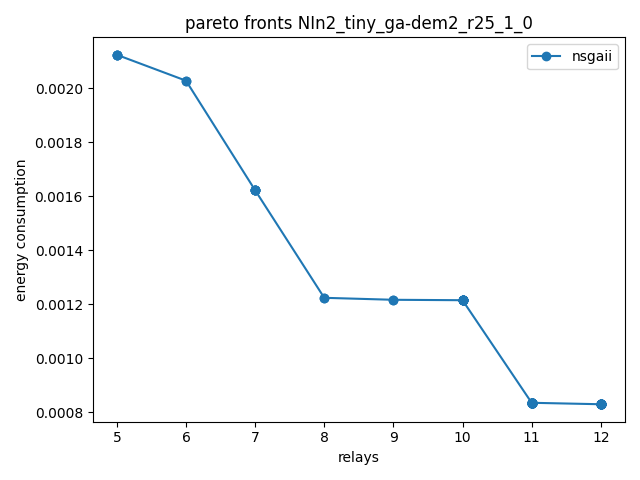 pareto fronts NIn2_tiny_ga-dem2_r25_1_0
nsgaii
energy consumption
0.0020
0.0018
0.0016
0.0014
0.0012
0.0010
0.0008
5 6 7 8 9 10 11 12
relays